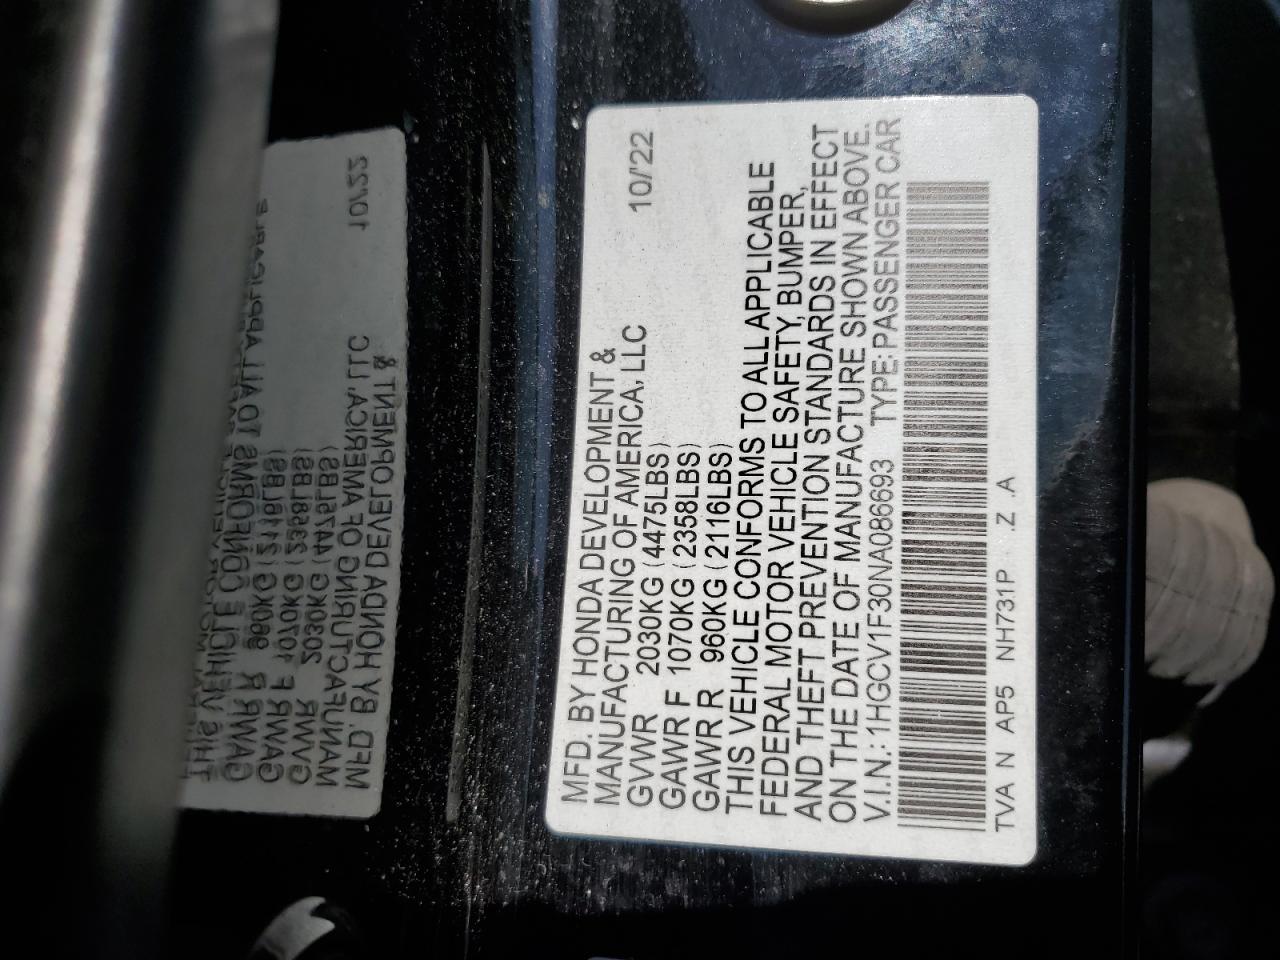 MFD. BY HONDA DEVELOPMENT &
MANUFACTURING OF AMERICA, LLC 10/'22
GVWR 2030KG (4475LBS)
GAWR F 1070KG (2358LBS)
GAWR R 960KG (2116LBS)
THIS VEHICLE CONFORMS TO ALL APPLICABLE
FEDERAL MOTOR VEHICLE SAFETY, BUMPER,
AND THEFT PREVENTION STANDARDS IN EFFECT
ON THE DATE OF MANUFACTURE SHOWN ABOVE.
V.I.N.: 1HGCV1F30NA086693 TYPE: PASSENGER CAR
TVA N AP5 NH731P .Z .A